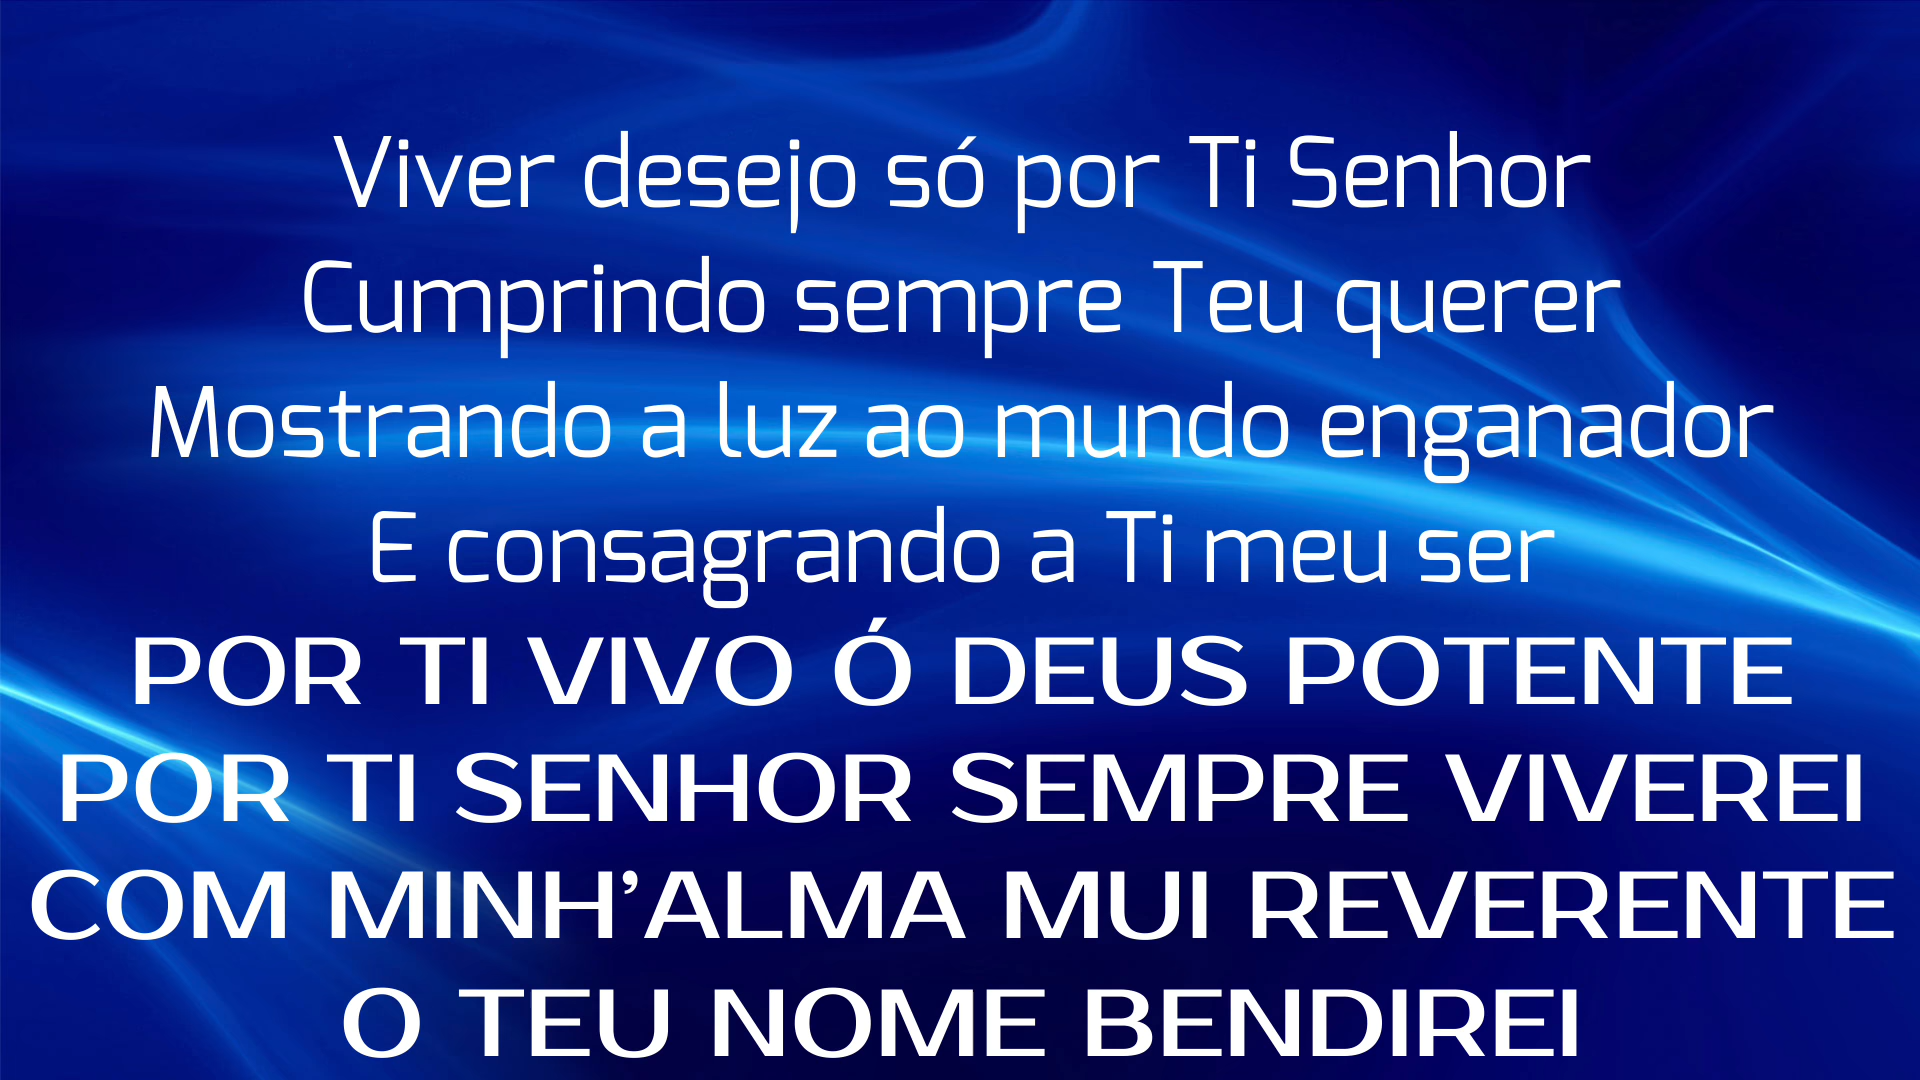 Viver desejo só por Ti Senhor
Cumprindo sempre Teu querer
Mostrando a luz ao mundo enganador
E consagrando a Ti meu ser
POR TI VIVO Ó DEUS POTENTE
POR TI SENHOR SEMPRE VIVEREI
COM MINH’ALMA MUI REVERENTE
O TEU NOME BENDIREI